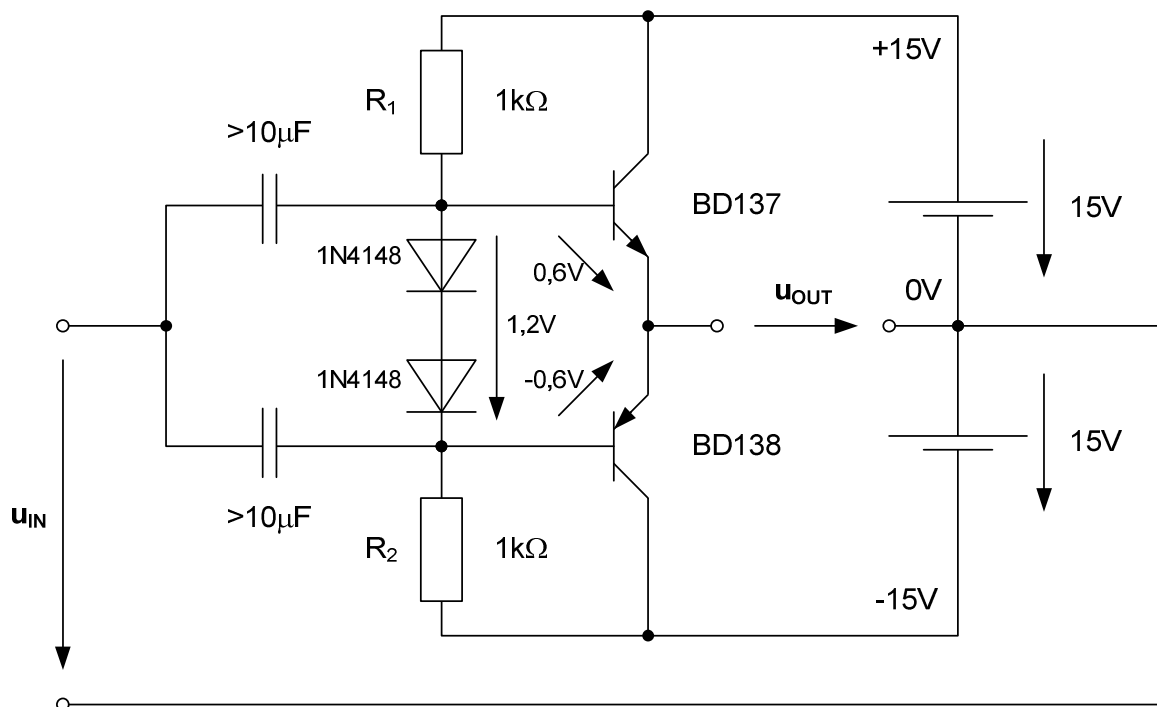 +15V
R1 1kΩ
>10μF
BD137
15V
1N4148
0,6V
0V
uOUT
1,2V
1N4148
-0,6V
BD138
15V
uIN
>10μF
R2 1kΩ
-15V